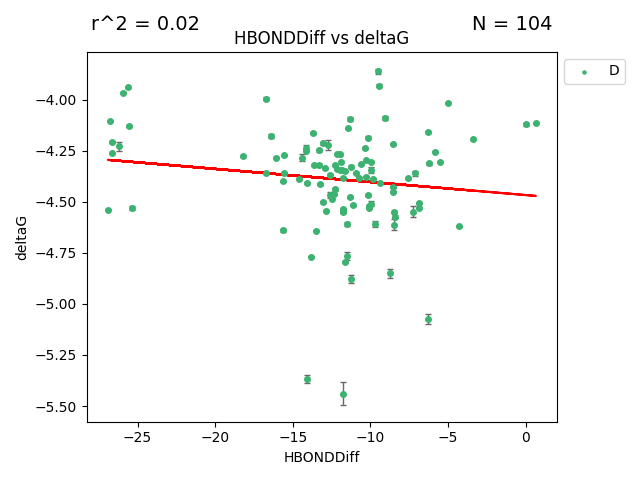 r^2 = 0.02
N = 104
HBONDDiff vs deltaG
D
−4.00
−4.25
−4.50
−4.75
−5.00
−5.25
−5.50
deltaG
−25
−20
−15
−10
−5
0
HBONDDiff